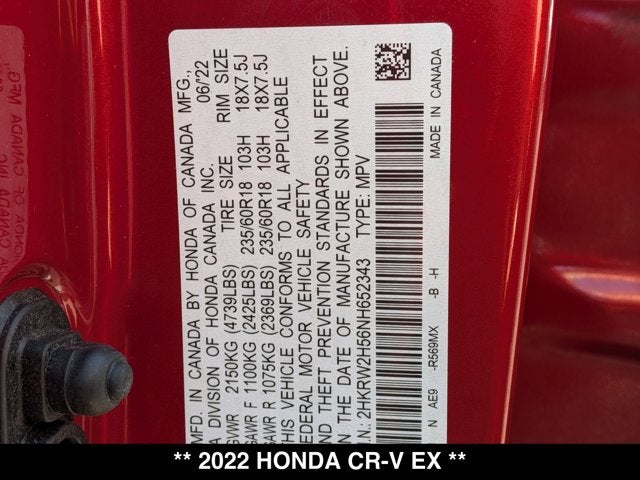 MFD. IN CANADA BY HONDA OF CANADA MFG.,
A DIVISION OF HONDA CANADA INC. 06/'22
GVWR 2150KG (4739LBS) TIRE SIZE RIM SIZE
GAWR F 1100KG (2425LBS) 235/60R18 103H 18X7.5J
GAWR R 1075KG (2369LBS) 235/60R18 103H 18X7.5J
THIS VEHICLE CONFORMS TO ALL APPLICABLE
FEDERAL MOTOR VEHICLE SAFETY
THEFT PREVENTION STANDARDS IN EFFECT
ON THE DATE OF MANUFACTURE SHOWN ABOVE.
V.I.N.: 2HKRW2H56NH652343 TYPE: MPV
N AE9 -R569MX -B -H MADE IN CANADA
** 2022 HONDA CR-V EX **